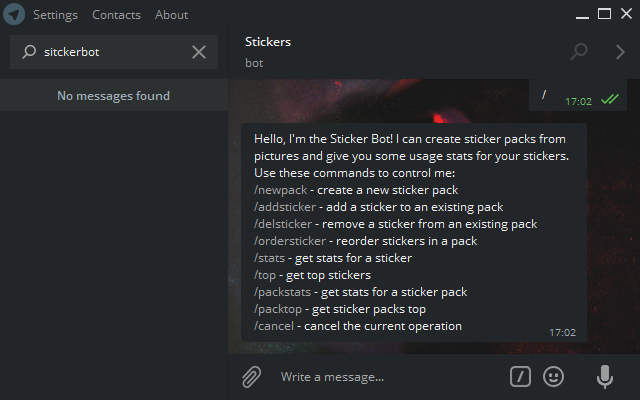 Settings Contacts About
sitckerbot
No messages found
Stickers
bot
/ 17:02
Hello, I'm the Sticker Bot! I can create sticker packs from
pictures and give you some usage stats for your stickers.
Use these commands to control me:
/newpack - create a new sticker pack
/addsticker - add a sticker to an existing pack
/delsticker - remove a sticker from an existing pack
/ordersticker - reorder stickers in a pack
/stats - get stats for a sticker
/top - get top stickers
/packstats - get stats for a sticker pack
/packtop - get sticker packs top
/cancel - cancel the current operation
17:02
Write a message...